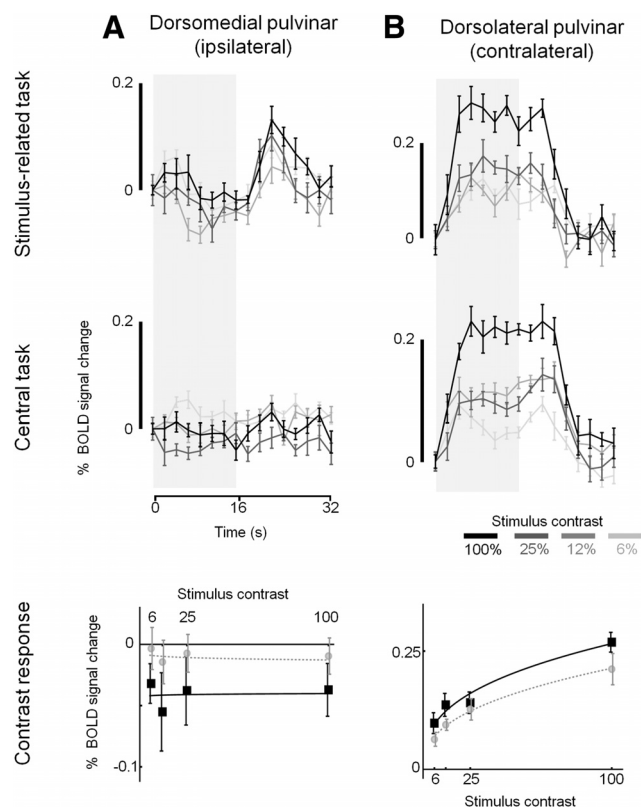 A
Dorsomedial pulvinar
(ipsilateral)
B
Dorsolateral pulvinar
(contralateral)
Stimulus-related task
0.2
0
0.2
0
Central task
% BOLD signal change
0.2
0
0.2
0
0 16 32
Time (s)
Stimulus contrast
100% 25% 12% 6%
Contrast response
% BOLD signal change
Stimulus contrast
6 25 100
0
-0.1
0.25
0
6 25 100
Stimulus contrast